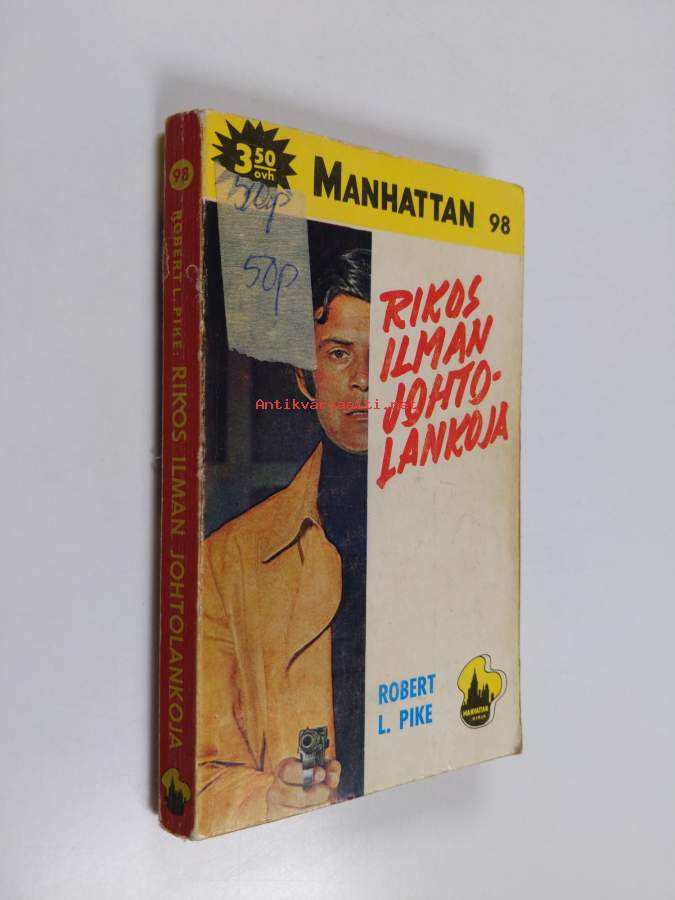 3 50
ovh
MANHATTAN 98
50p
50p
RIKOS
ILMAN
JOHTO-
LANKOJA
Antikvariaatti.net
ROBERT
L. PIKE
MANHATTAN
KIRJA
98
ROBERT L. PIKE: RIKOS ILMAN JOHTOLANKOJA